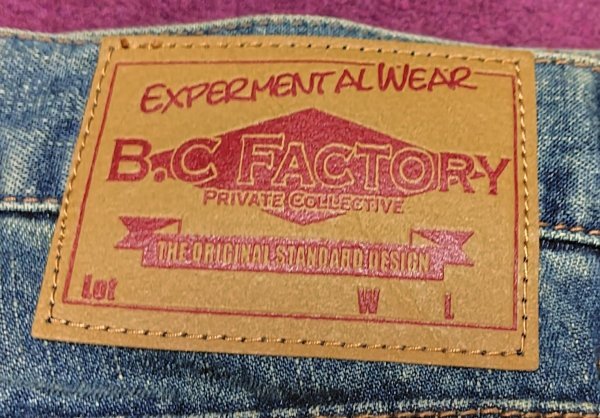 EXPERMENTAL WEAR
B.C FACTORY
PRIVATE COLLECTIVE
THE ORIGINAL STANDARD DESIGN
Lot W L